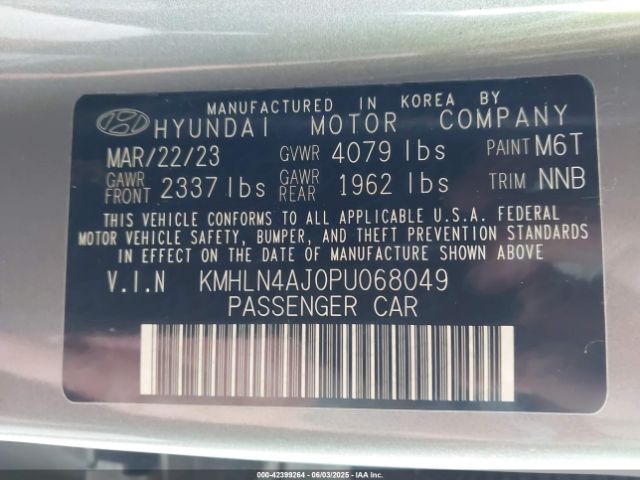 MANUFACTURED IN KOREA BY
HYUNDAI MOTOR COMPANY
MAR/22/23 GVWR 4079 lbs PAINT M6T
GAWR FRONT 2337 lbs GAWR REAR 1962 lbs TRIM NNB
THIS VEHICLE CONFORMS TO ALL APPLICABLE U.S.A. FEDERAL
MOTOR VEHICLE SAFETY, BUMPER, AND THEFT PREVENTION STANDARDS
IN EFFECT ON THE DATE OF MANUFACTURE SHOWN ABOVE
V.I.N KMHLN4AJ0PU068049
PASSENGER CAR
000-42399264 - 06/03/2025 - IAAI.COM